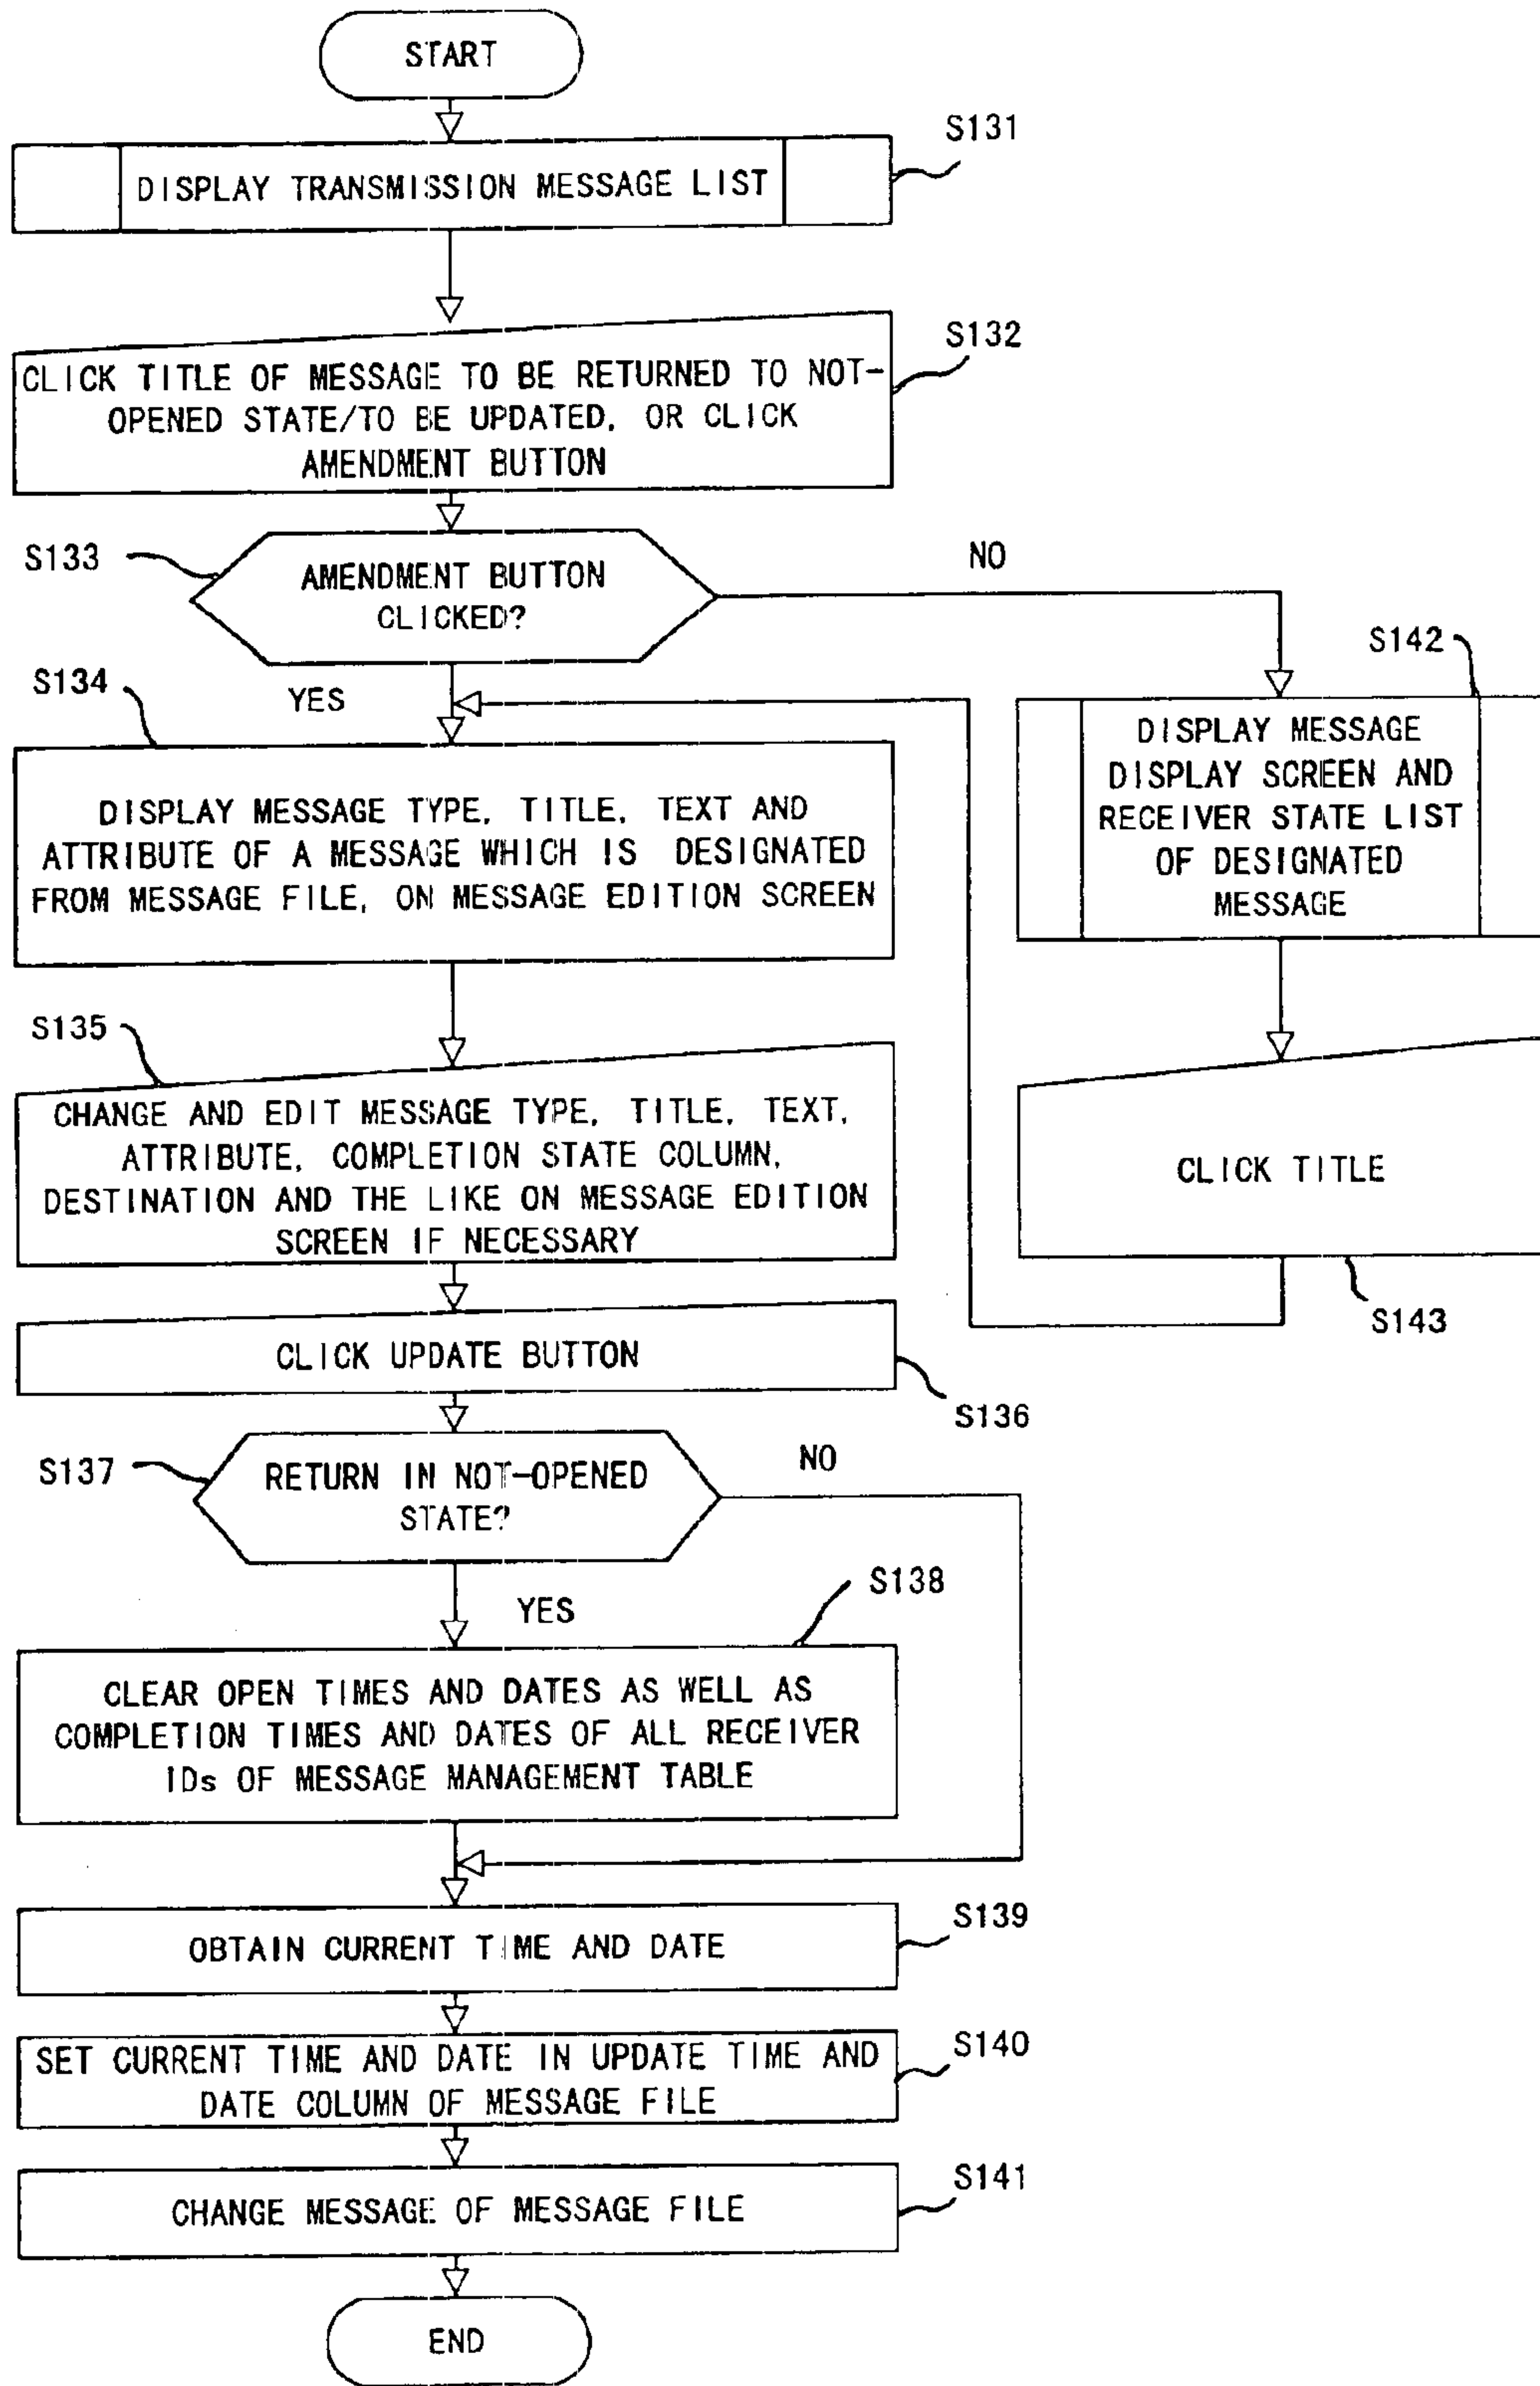 START
S131
DISPLAY TRANSMISSION MESSAGE LIST
S132
CLICK TITLE OF MESSAGE TO BE RETURNED TO NOT-
OPENED STATE/TO BE UPDATED, OR CLICK
AMENDMENT BUTTON
S133
AMENDMENT BUTTON
CLICKED?
NO
YES
S142
DISPLAY MESSAGE
DISPLAY SCREEN AND
RECEIVER STATE LIST
OF DESIGNATED
MESSAGE
S134
DISPLAY MESSAGE TYPE, TITLE, TEXT AND
ATTRIBUTE OF A MESSAGE WHICH IS DESIGNATED
FROM MESSAGE FILE, ON MESSAGE EDITION SCREEN
CLICK TITLE
S143
S135
CHANGE AND EDIT MESSAGE TYPE, TITLE, TEXT,
ATTRIBUTE, COMPLETION STATE COLUMN,
DESTINATION AND THE LIKE ON MESSAGE EDITION
SCREEN IF NECESSARY
CLICK UPDATE BUTTON
S136
S137
RETURN IN NOT-OPENED
STATE?
NO
YES
S138
CLEAR OPEN TIMES AND DATES AS WELL AS
COMPLETION TIMES AND DATES OF ALL RECEIVER
IDs OF MESSAGE MANAGEMENT TABLE
S139
OBTAIN CURRENT TIME AND DATE
S140
SET CURRENT TIME AND DATE IN UPDATE TIME AND
DATE COLUMN OF MESSAGE FILE
S141
CHANGE MESSAGE OF MESSAGE FILE
END